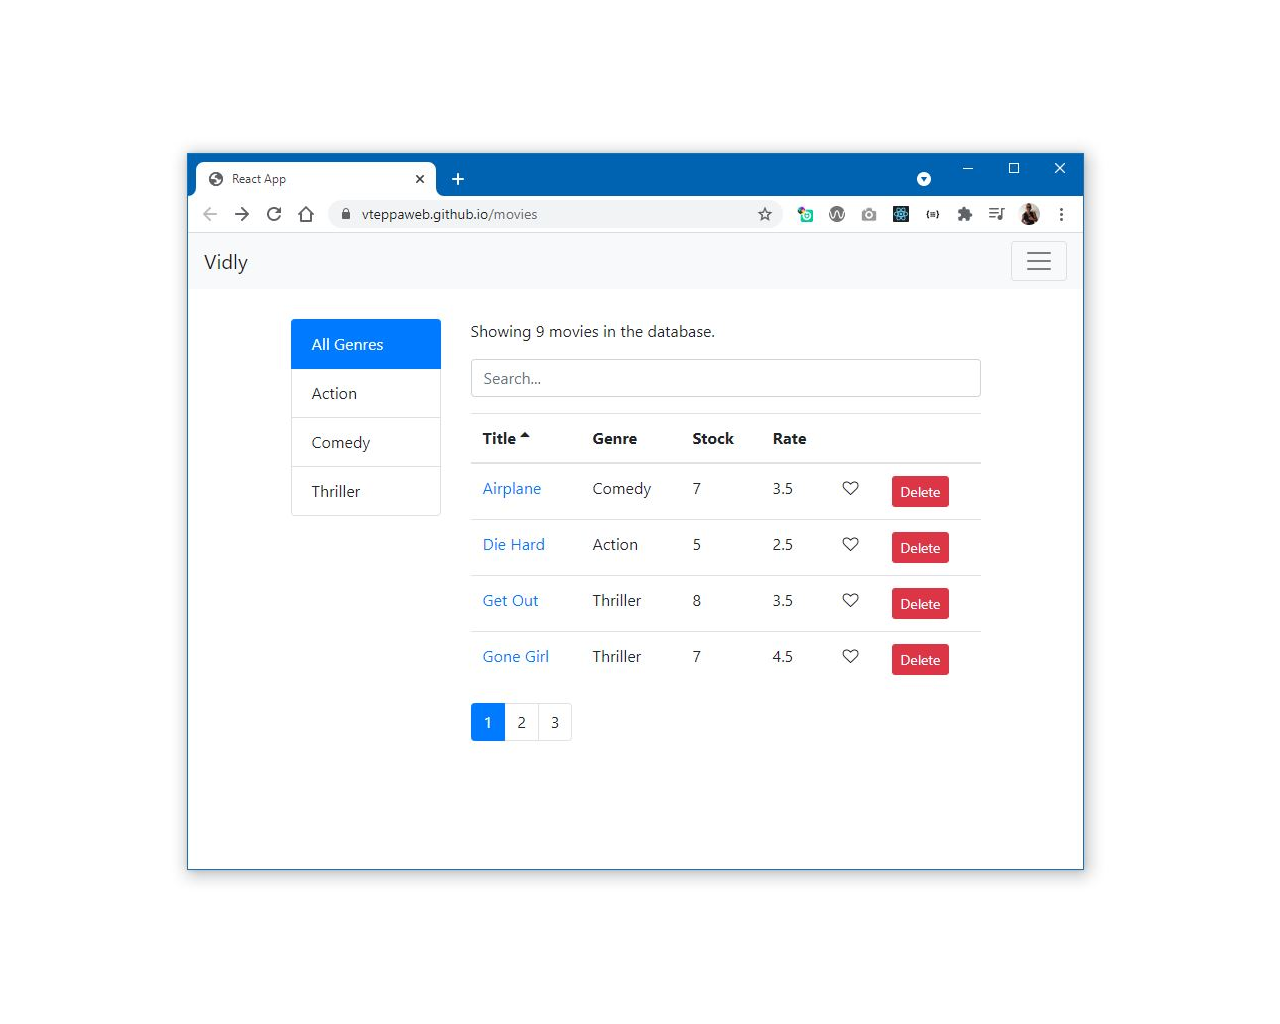 React App
vteppaweb.github.io/movies
Vidly
All Genres
Action
Comedy
Thriller
Showing 9 movies in the database.
Search...
Title Genre Stock Rate
Airplane Comedy 7 3.5 Delete
Die Hard Action 5 2.5 Delete
Get Out Thriller 8 3.5 Delete
Gone Girl Thriller 7 4.5 Delete
1 2 3